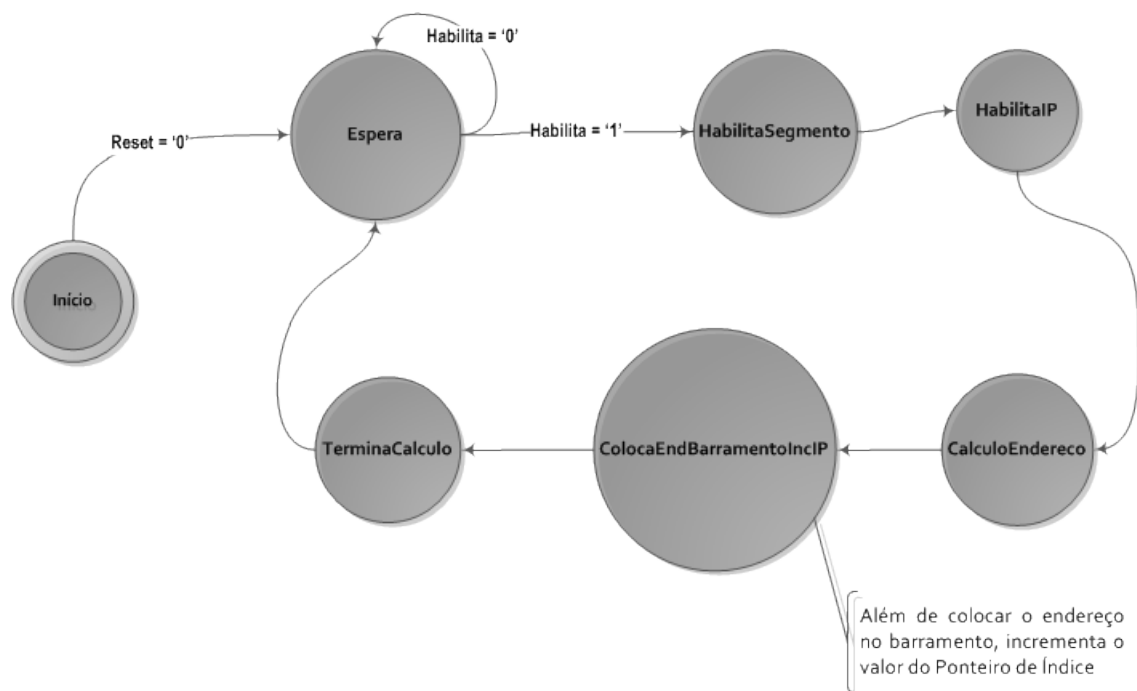 Habilita = ‘0’
Espera
Habilita = ‘1’
HabilitaSegmento
HabilitaIP
Reset = ‘0’
Início
TerminaCalculo
ColocaEndBarramentoIncIP
CalculoEndereco
Além de colocar o endereço
no barramento, incrementa o
valor do Ponteiro de Índice